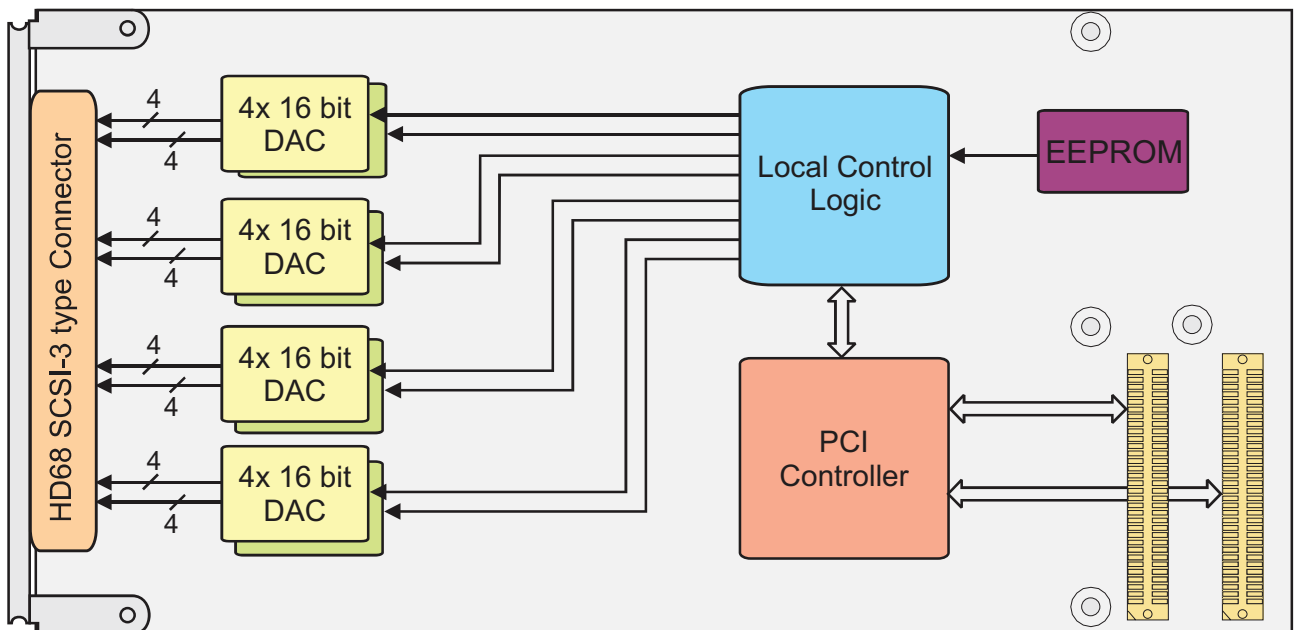 HD68 SCSI-3 type Connector
4
4
4x 16 bit
DAC
4
4
4x 16 bit
DAC
4
4
4x 16 bit
DAC
4
4
4x 16 bit
DAC
Local Control
Logic
EEPROM
PCI
Controller